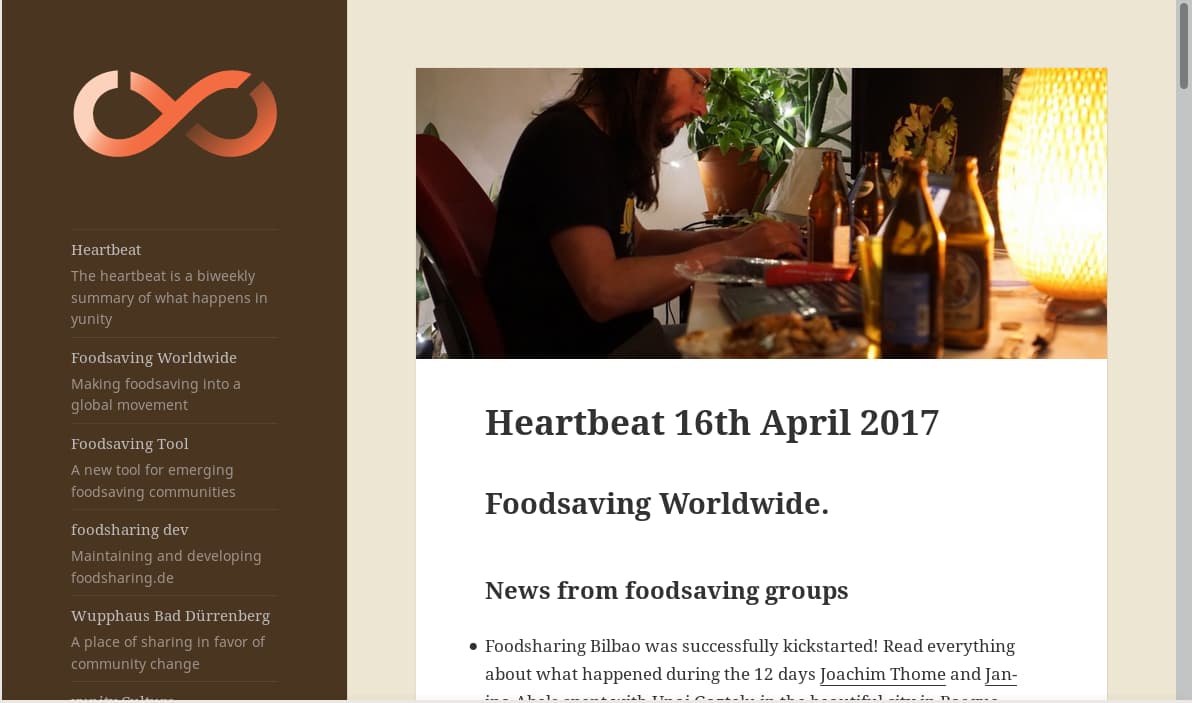 Heartbeat
The heartbeat is a biweekly
summary of what happens in
yunity
Foodsaving Worldwide
Making foodsaving into a
global movement
Foodsaving Tool
A new tool for emerging
foodsaving communities
foodsharing dev
Maintaining and developing
foodsharing.de
Wupphaus Bad Dürrenberg
A place of sharing in favor of
community change
Heartbeat 16th April 2017
Foodsaving Worldwide.
News from foodsaving groups
• Foodsharing Bilbao was successfully kickstarted! Read everything
about what happened during the 12 days Joachim Thome and Jan-